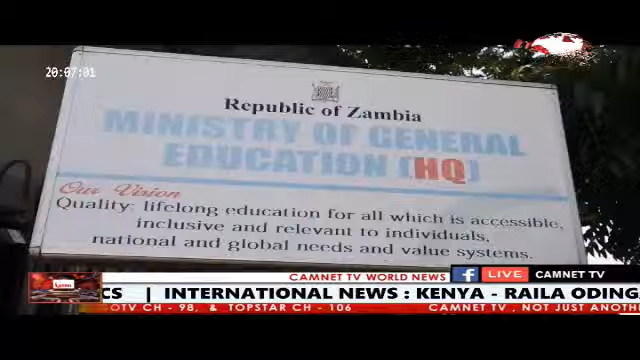 20:07:01
Republic of Zambia
MINISTRY OF GENERAL
EDUCATION (HQ)
Our Vision
Quality: lifelong education for all which is accessible,
inclusive and relevant to individuals,
national and global needs and value systems.
CAMNET TV WORLD NEWS f LIVE CAMNET TV
CS | INTERNATIONAL NEWS : KENYA - RAILA ODING
OTV CH - 98, & TOPSTAR CH - 106 CAMNET TV, NOT JUST ANOTH